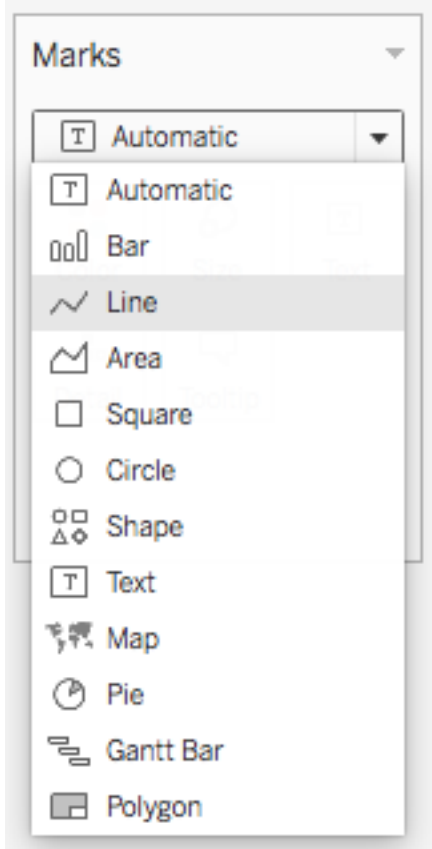 Marks
Automatic
Automatic
Bar
Line
Area
Square
Circle
Shape
Text
Map
Pie
Gantt Bar
Polygon